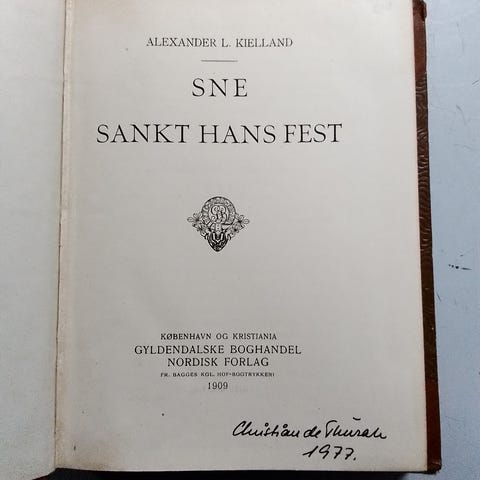 ALEXANDER L. KIELLAND
SNE
SANKT HANS FEST
KØBENHAVN OG KRISTIANIA
GYLDENDALSKE BOGHANDEL
NORDISK FORLAG
FR. BAGGES KGL. HOF-BOGTRYKKERI
1909
Christian de Thurah
1977.